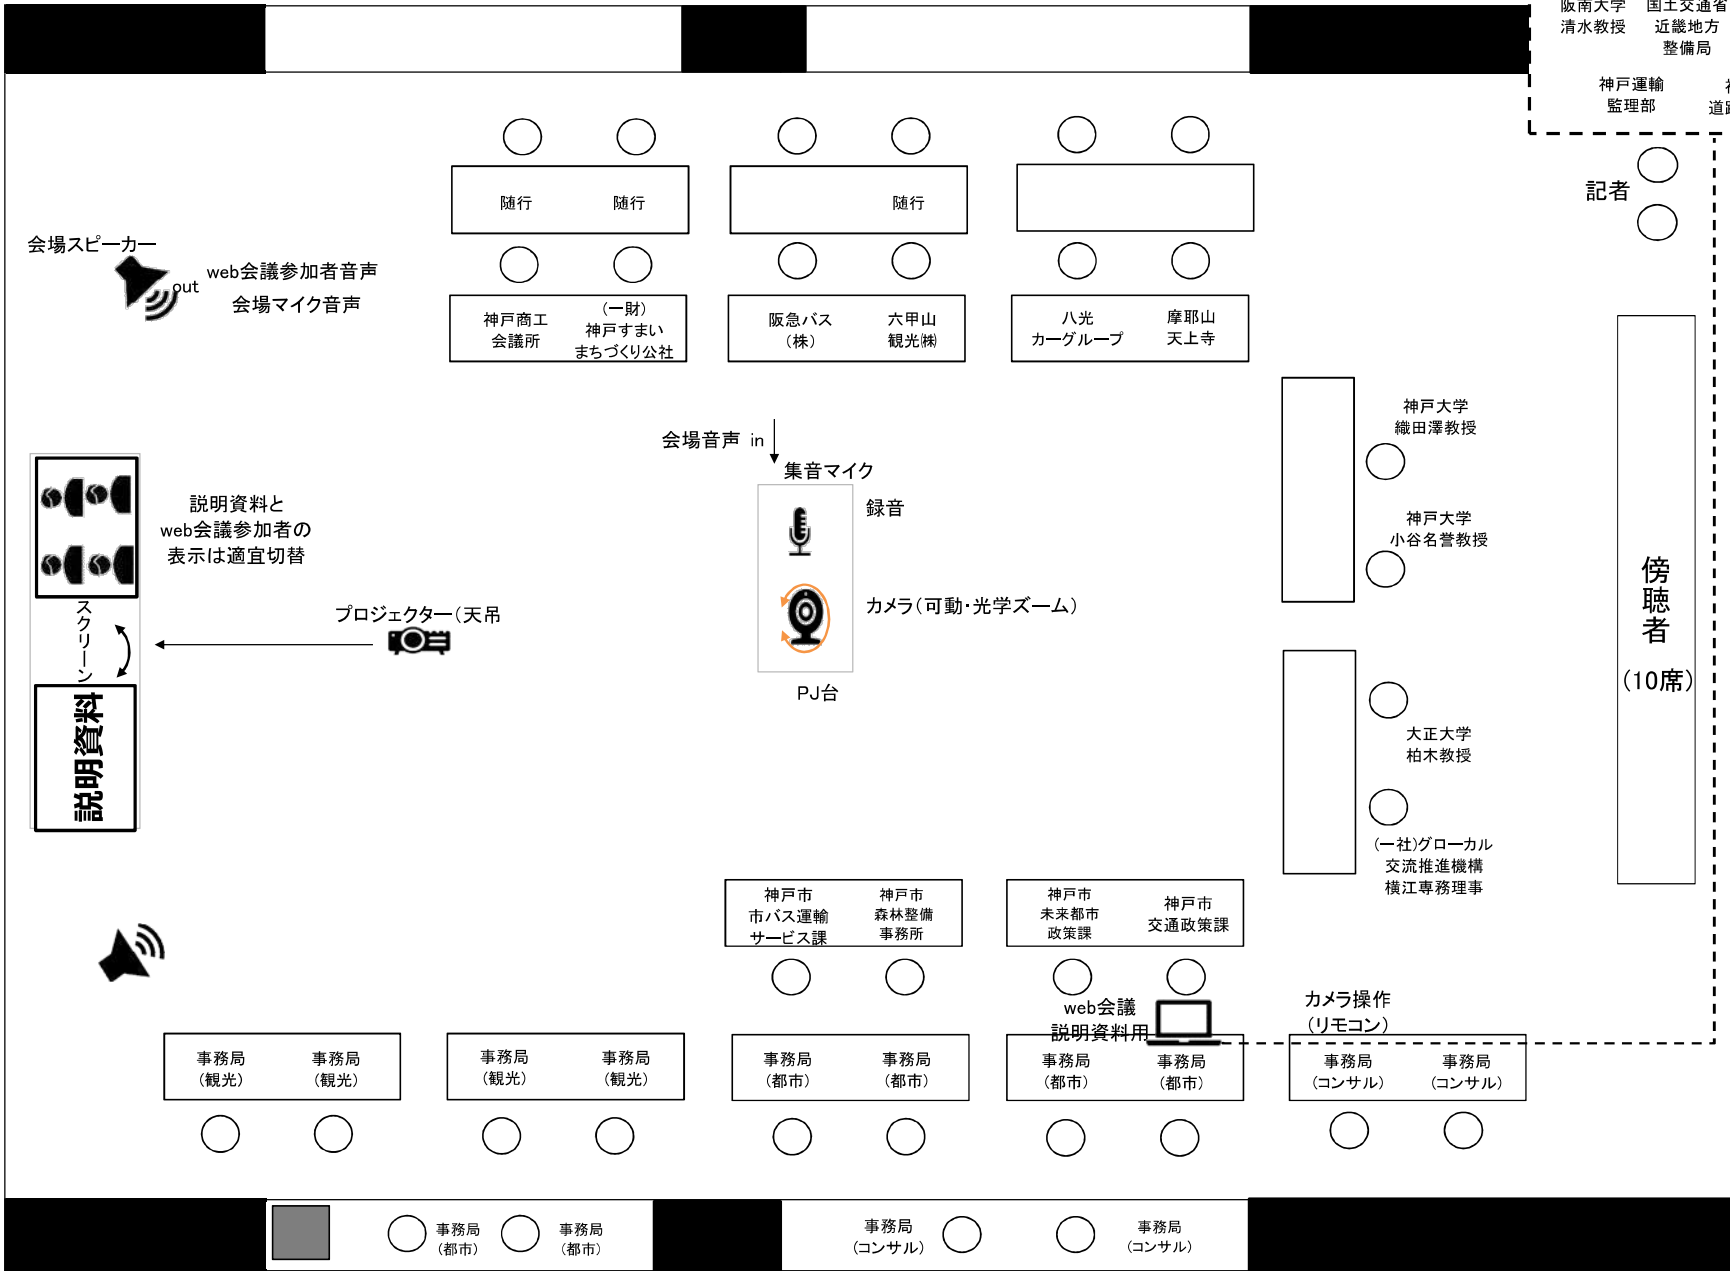 阪南大学
清水教授
国土交通省
近畿地方
整備局
神戸運輸
監理部
記者
随行
随行
随行
会場スピーカー
out
web会議参加者音声
会場マイク音声
神戸商工
会議所
(一財)
神戸すまい
まちづくり公社
阪急バス
(株)
六甲山
観光㈱
八光
カーグループ
摩耶山
天上寺
神戸大学
織田澤教授
神戸大学
小谷名誉教授
会場音声 in
集音マイク
録音
カメラ(可動・光学ズーム)
PJ台
説明資料と
web会議参加者の
表示は適宜切替
スクリーン
説明資料
プロジェクター(天吊
傍聴者
(10席)
大正大学
柏木教授
(一社)グローカル
交流推進機構
横江専務理事
神戸市
市バス運輸
サービス課
神戸市
森林整備
事務所
神戸市
未来都市
政策課
神戸市
交通政策課
web会議
説明資料用
カメラ操作
(リモコン)
事務局
(観光)
事務局
(観光)
事務局
(観光)
事務局
(観光)
事務局
(都市)
事務局
(都市)
事務局
(都市)
事務局
(都市)
事務局
(コンサル)
事務局
(コンサル)
事務局
(都市)
事務局
(都市)
事務局
(コンサル)
事務局
(コンサル)